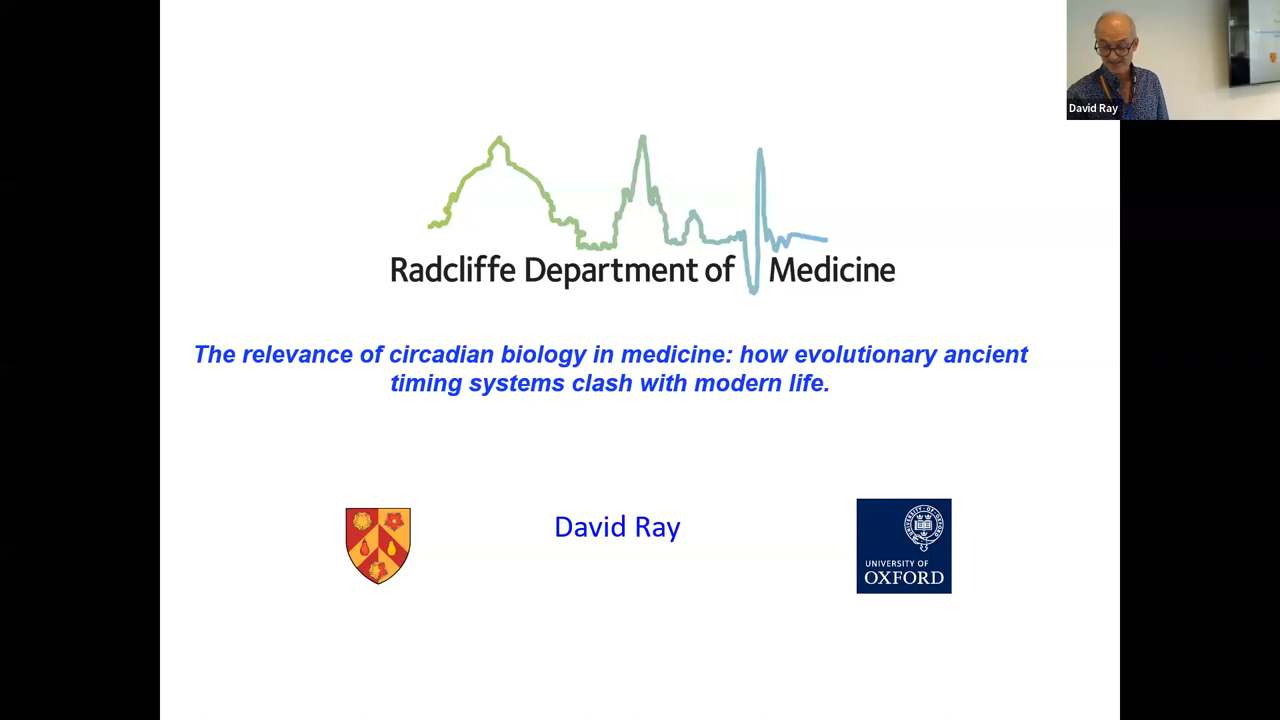 David Ray
Radcliffe Department of Medicine
The relevance of circadian biology in medicine: how evolutionary ancient
timing systems clash with modern life.
David Ray
UNIVERSITY OF
OXFORD